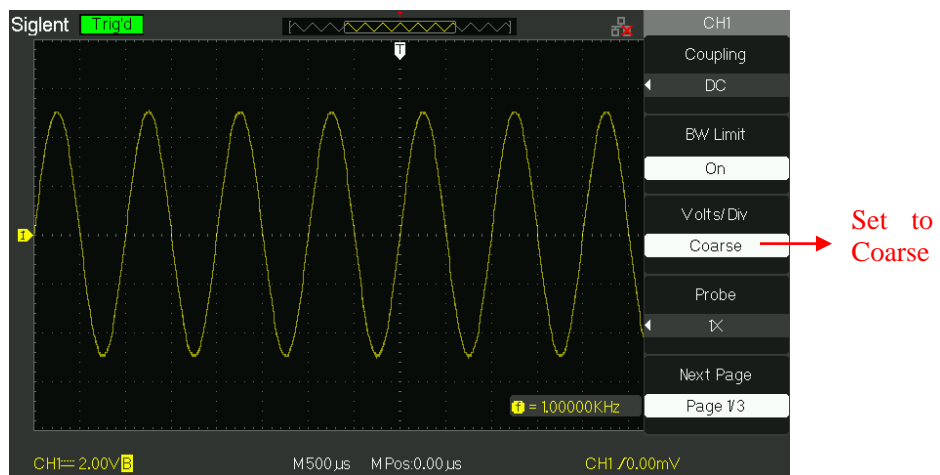 Siglent Trig'd CH1
T
Coupling
DC
BW Limit
On
Volts/Div
Coarse
Set to
Coarse
Probe
1X
Next Page
f = 1.00000KHz
Page 1/3
CH1 2.00V B M500µs M Pos:0.00µs CH1 0.00mV